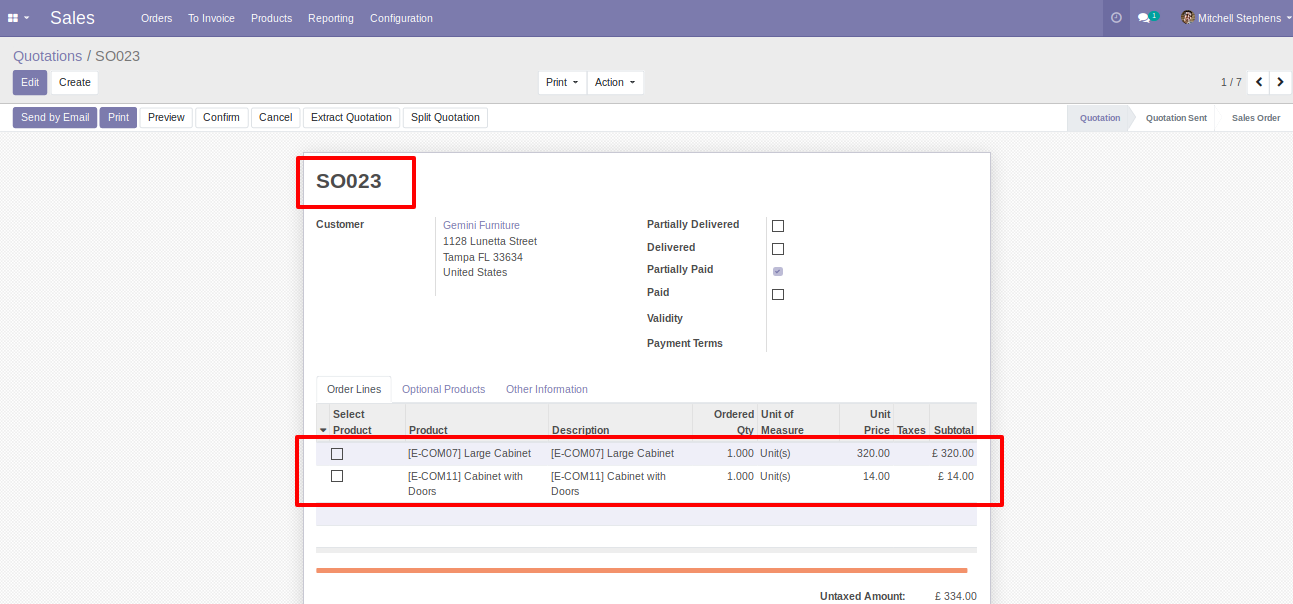 Sales Orders To Invoice Products Reporting Configuration 1 Mitchell Stephens
Quotations / SO023
Edit Create Print Action 1 / 7
Send by Email Print Preview Confirm Cancel Extract Quotation Split Quotation Quotation Quotation Sent Sales Order
SO023
Customer
Gemini Furniture
1128 Lunetta Street
Tampa FL 33634
United States
Partially Delivered
Delivered
Partially Paid
Paid
Validity
Payment Terms
Order Lines Optional Products Other Information
Select Ordered Unit of Unit
Product Product Description Qty Measure Price Taxes Subtotal
[E-COM07] Large Cabinet [E-COM07] Large Cabinet 1.000 Unit(s) 320.00 £ 320.00
[E-COM11] Cabinet with [E-COM11] Cabinet with 1.000 Unit(s) 14.00 £ 14.00
Doors Doors
Untaxed Amount: £ 334.00